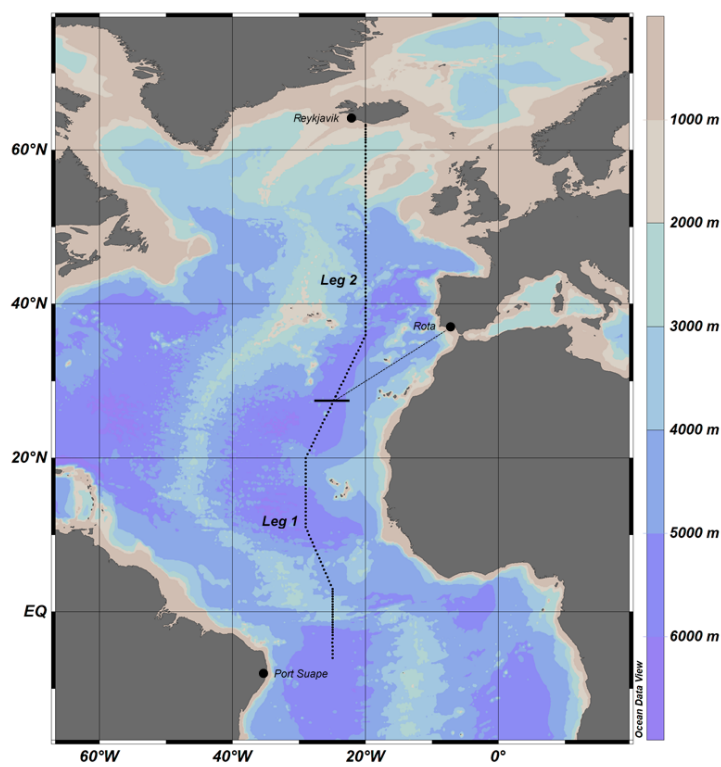 Reykjavik
1000 m
60°N
2000 m
Leg 2
40°N
Rota
3000 m
4000 m
20°N
Leg 1
5000 m
EQ
6000 m
Port Suape
Ocean Data View
60°W
40°W
20°W
0°